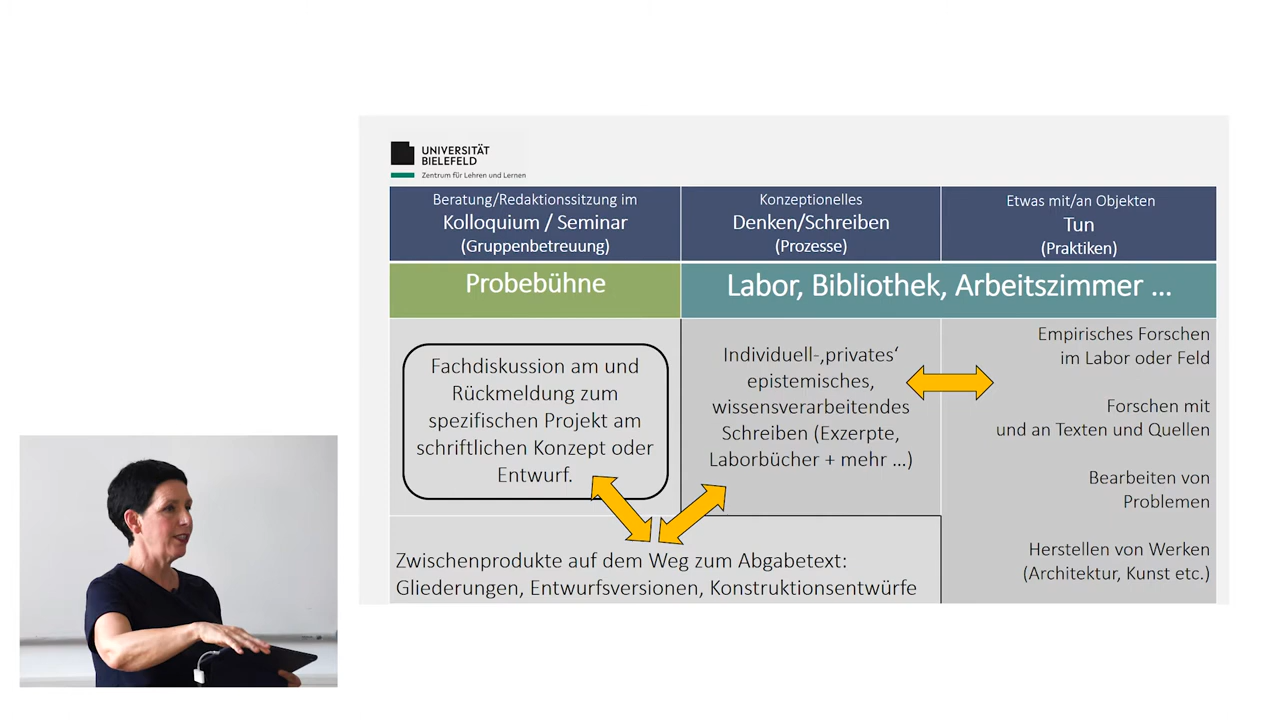 UNIVERSITÄT
BIELEFELD
Zentrum für Lehren und Lernen
Beratung/Redaktionssitzung im
Kolloquium / Seminar
(Gruppenbetreuung)
Konzeptionelles
Denken/Schreiben
(Prozesse)
Etwas mit/an Objekten
Tun
(Praktiken)
Probebühne
Labor, Bibliothek, Arbeitszimmer ...
Fachdiskussion am und
Rückmeldung zum
spezifischen Projekt am
schriftlichen Konzept oder
Entwurf.
Individuell-‚privates‘
epistemisches,
wissensverarbeitendes
Schreiben (Exzerpte,
Laborbücher + mehr ...)
Empirisches Forschen
im Labor oder Feld
Forschen mit
und an Texten und Quellen
Bearbeiten von
Problemen
Herstellen von Werken
(Architektur, Kunst etc.)
Zwischenprodukte auf dem Weg zum Abgabetext:
Gliederungen, Entwurfsversionen, Konstruktionsentwürfe